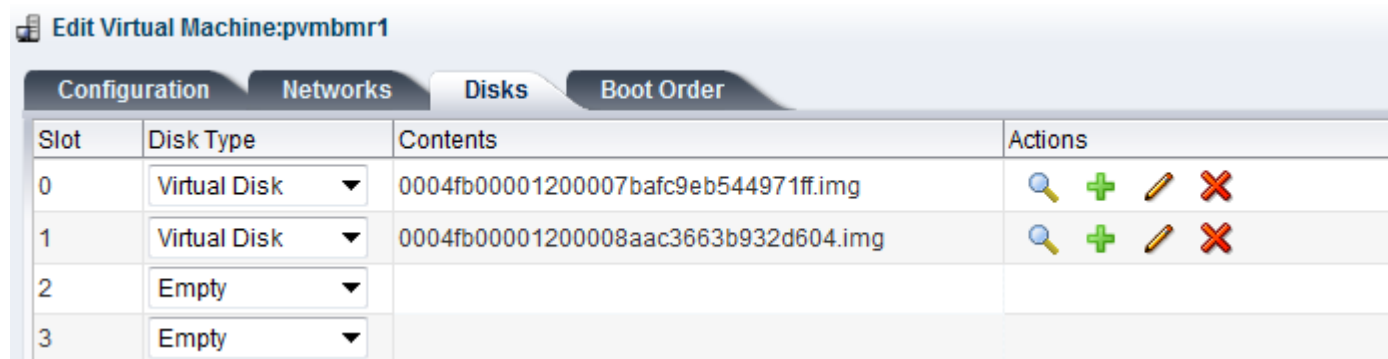 Edit Virtual Machine:pvmbmr1
Configuration Networks Disks Boot Order
Slot Disk Type Contents Actions
0 Virtual Disk 0004fb00001200007bafc9eb544971ff.img
1 Virtual Disk 0004fb00001200008aac3663b932d604.img
2 Empty
3 Empty